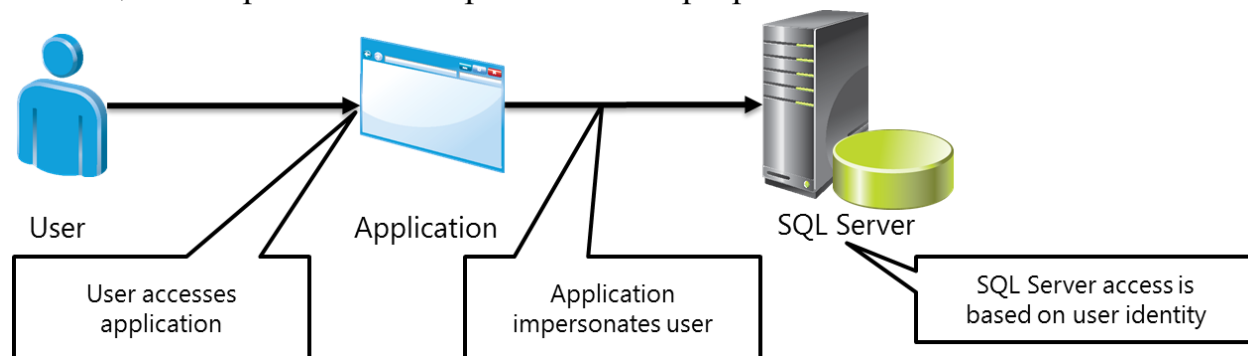 User
Application
SQL Server
User accesses
application
Application
impersonates user
SQL Server access is
based on user identity